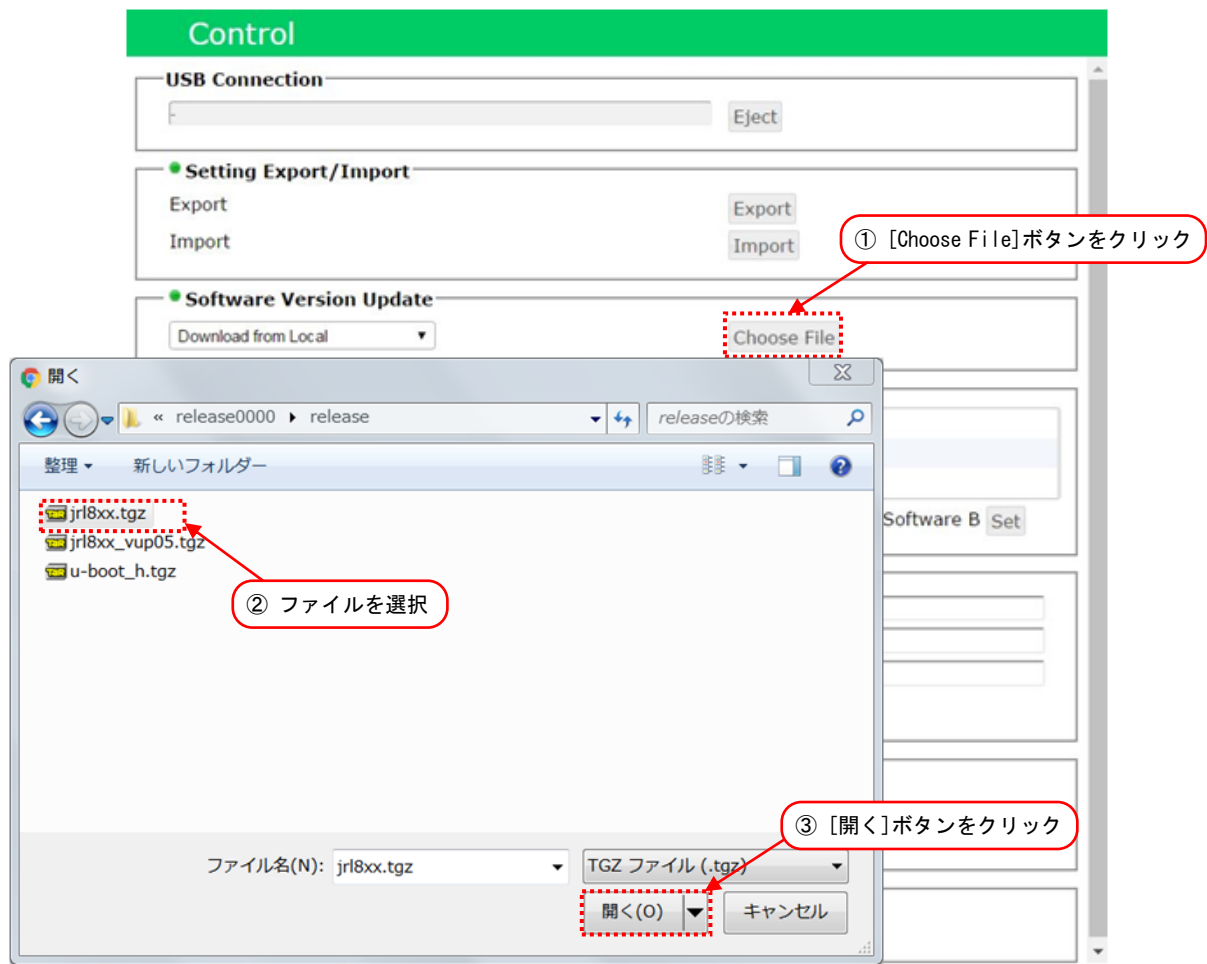 Control
USB Connection
-
Eject
Setting Export/Import
Export
Export
Import
Import
① [Choose File]ボタンをクリック
Software Version Update
Download from Local
Choose File
開く
« release0000 release
releaseの検索
整理
新しいフォルダー
jrl8xx.tgz
jrl8xx_vup05.tgz
u-boot_h.tgz
Software B
Set
② ファイルを選択
③ [開く]ボタンをクリック
ファイル名(N):
jrl8xx.tgz
TGZ ファイル (.tgz)
開く(O)
キャンセル